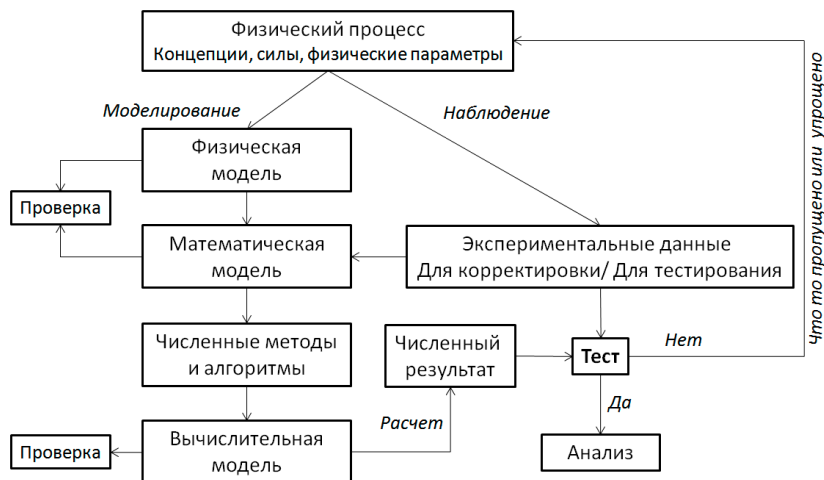 Физический процесс
Концепции, силы, физические параметры
Моделирование
Наблюдение
Что то пропущено или упрощено
Физическая
модель
Проверка
Математическая
модель
Экспериментальные данные
Для корректировки/ Для тестирования
Численные методы
и алгоритмы
Численный
результат
Тест
Нет
Да
Расчет
Проверка
Вычислительная
модель
Анализ